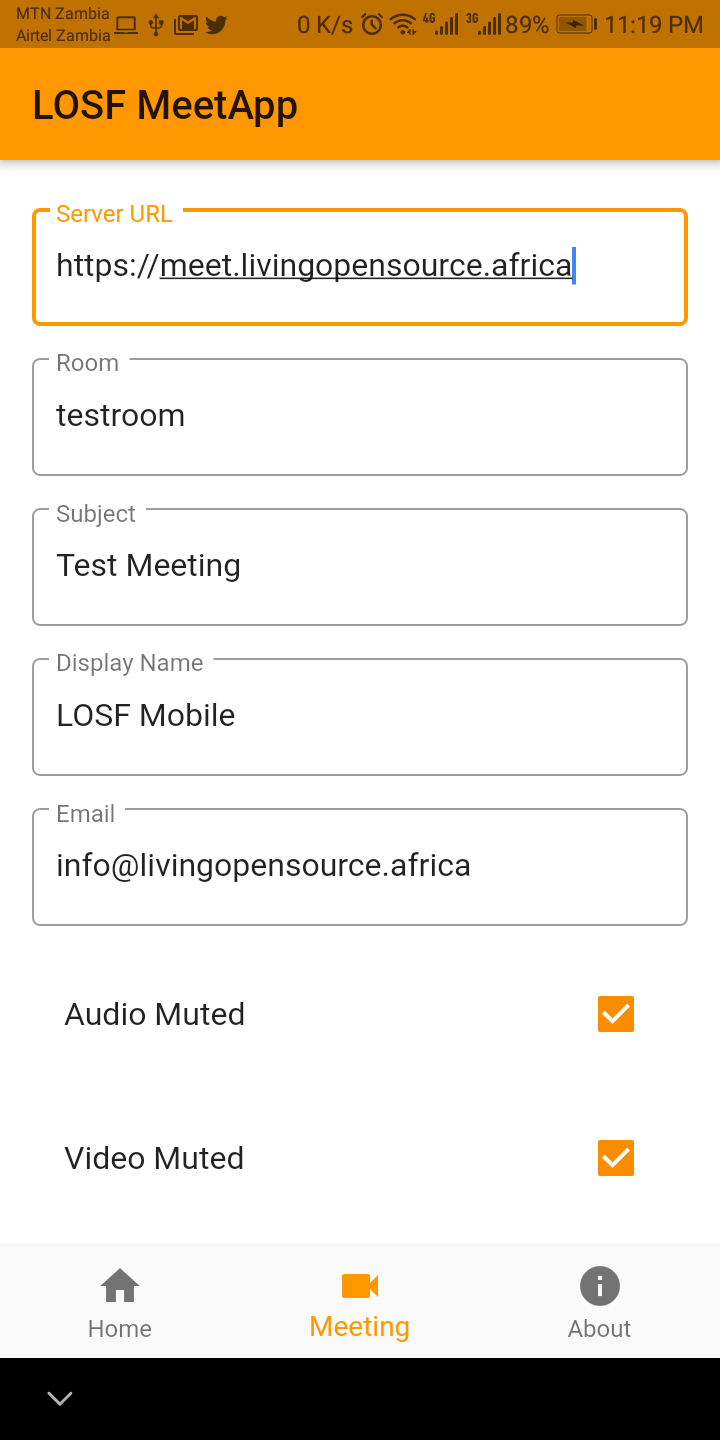 MTN Zambia
Airtel Zambia
0 K/s 4G 3G 89% 11:19 PM
LOSF MeetApp
Server URL
https://meet.livingopensource.africa
Room
testroom
Subject
Test Meeting
Display Name
LOSF Mobile
Email
info@livingopensource.africa
Audio Muted
Video Muted
Home Meeting About